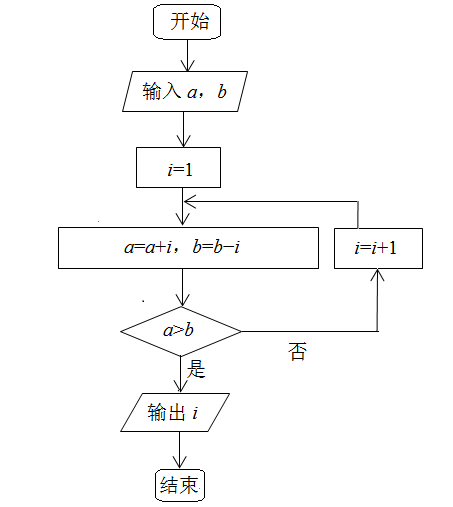 开始
输入 a，b
i=1
a=a+i，b=b−i
i=i+1
a>b
否
是
输出 i
结束